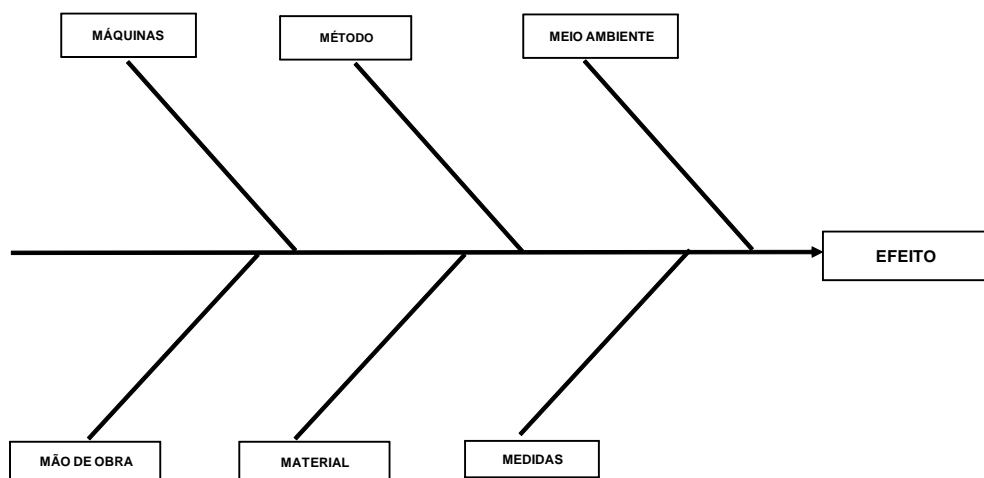 MÁQUINAS
MÉTODO
MEIO AMBIENTE
EFEITO
MÃO DE OBRA
MATERIAL
MEDIDAS